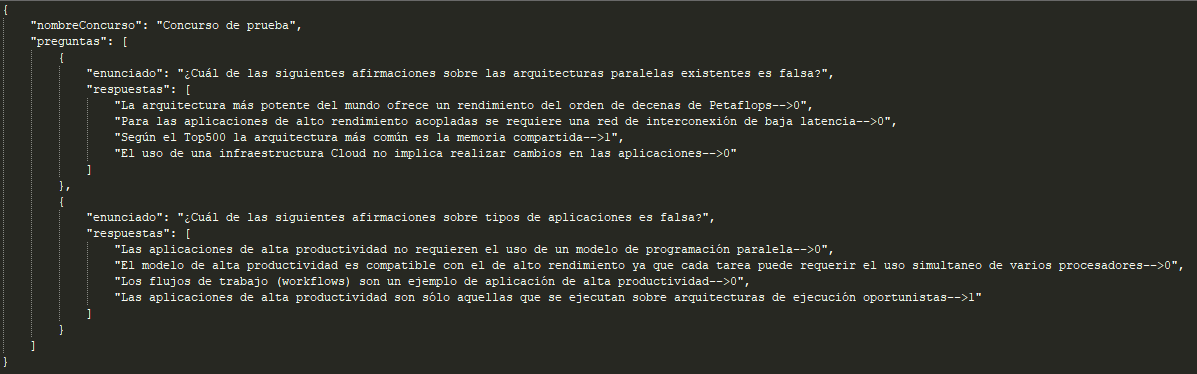 {
"nombreConcurso": "Concurso de prueba",
"preguntas": [
{
"enunciado": "¿Cuál de las siguientes afirmaciones sobre las arquitecturas paralelas existentes es falsa?",
"respuestas": [
"La arquitectura más potente del mundo ofrece un rendimiento del orden de decenas de Petaflops-->0",
"Para las aplicaciones de alto rendimiento acopladas se requiere una red de interconexión de baja latencia-->0",
"Según el Top500 la arquitectura más común es la memoria compartida-->1",
"El uso de una infraestructura Cloud no implica realizar cambios en las aplicaciones-->0"
]
},
{
"enunciado": "¿Cuál de las siguientes afirmaciones sobre tipos de aplicaciones es falsa?",
"respuestas": [
"Las aplicaciones de alta productividad no requieren el uso de un modelo de programación paralela-->0",
"El modelo de alta productividad es compatible con el de alto rendimiento ya que cada tarea puede requerir el uso simultaneo de varios procesadores-->0",
"Los flujos de trabajo (workflows) son un ejemplo de aplicación de alta productividad-->0",
"Las aplicaciones de alta productividad son sólo aquellas que se ejecutan sobre arquitecturas de ejecución oportunistas-->1"
]
}
]
}